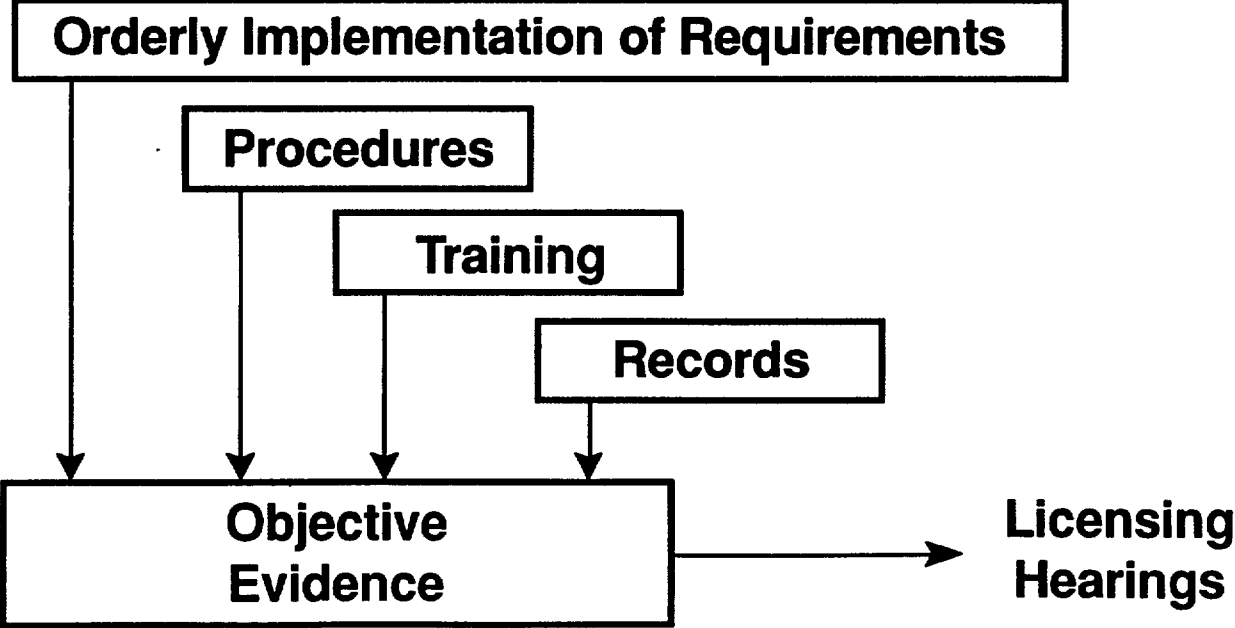 Orderly Implementation of Requirements
Procedures
Training
Records
Objective
Evidence
Licensing
Hearings